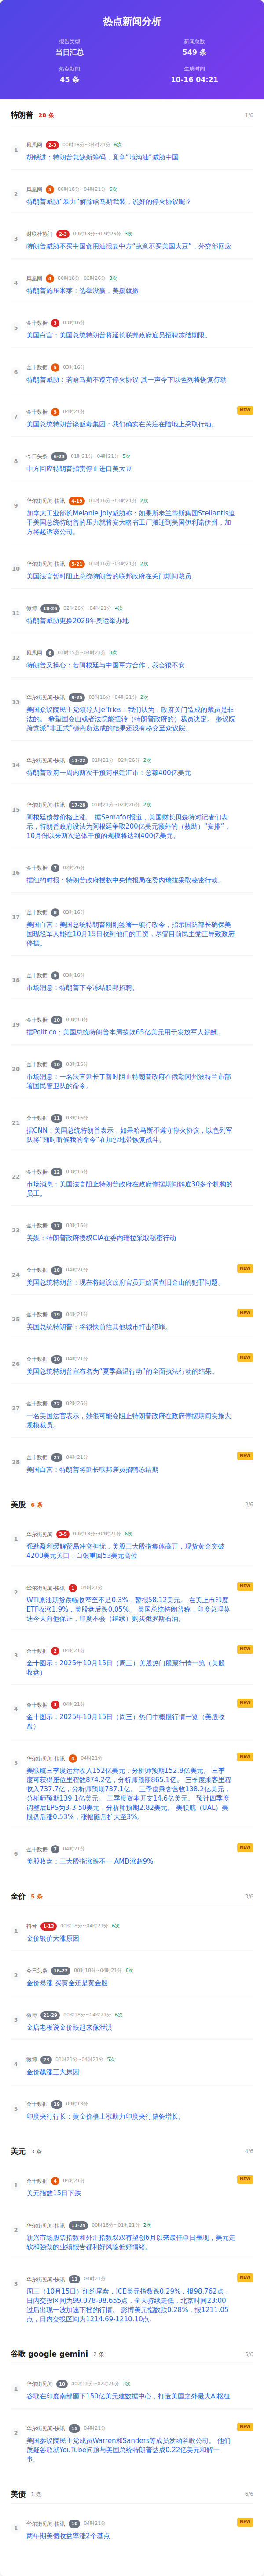 热点新闻分析
报告类型
当日汇总
新闻总数
549 条
热点新闻
45 条
生成时间
10-16 04:21
特朗普 28 条 1/6
1
凤凰网 2-3 00时18分~04时21分 6次
胡锡进：特朗普急缺新筹码，竟拿“地沟油”威胁中国
2
凤凰网 5 00时18分~04时21分 6次
特朗普威胁“暴力”解除哈马斯武装，说好的停火协议呢？
3
财联社热门 2-3 00时18分~02时26分 3次
特朗普威胁不买中国食用油报复中方“故意不买美国大豆”，外交部回应
4
凤凰网 4 00时18分~02时26分 3次
特朗普施压米莱：选举没赢，美援就撤
5
金十数据 3 03时16分
美国白宫：美国总统特朗普将延长联邦政府雇员招聘冻结期限。
6
金十数据 5 03时16分
特朗普威胁：若哈马斯不遵守停火协议 其一声令下以色列将恢复行动
7
金十数据 5 04时21分
NEW
美国总统特朗普谈贩毒集团：我们确实在关注在陆地上采取行动。
8
今日头条 6-23 01时21分~04时21分 5次
中方回应特朗普指责停止进口美大豆
9
华尔街见闻·快讯 4-19 03时16分~04时21分 2次
加拿大工业部长Melanie Joly威胁称：如果斯泰兰蒂斯集团Stellantis迫
于美国总统特朗普的压力就将安大略省工厂搬迁到美国伊利诺伊州，加
方将起诉该公司。
10
华尔街见闻·快讯 5-21 03时16分~04时21分 2次
美国法官暂时阻止总统特朗普的联邦政府在关门期间裁员
11
微博 18-26 02时26分~04时21分 4次
特朗普威胁更换2028年奥运举办地
12
凤凰网 6 03时15分~04时21分 3次
特朗普又操心：若阿根廷与中国军方合作，我会很不安
13
华尔街见闻·快讯 9-25 03时16分~04时21分 2次
美国众议院民主党领导人Jeffries：我们认为，政府关门造成的裁员是非
法的。 希望国会山或者法院能扭转（特朗普政府的）裁员决定。 参议院
跨党派“非正式”磋商所达成的结果还没有移交至众议院。
14
华尔街见闻·快讯 11-22 03时18分~04时21分 2次
特朗普政府一周内两次干预阿根廷汇市：总额400亿美元
15
华尔街见闻·快讯 17-28 01时18分~02时26分 2次
阿根廷债券价格上涨。 据Semafor报道，美国财长贝森特对记者们表
示，特朗普政府设法为阿根廷争取200亿美元额外的（救助）“安排”，
10月份以来两次总体干预的规模将达到400亿美元。
16
金十数据 7 02时26分
据纽约时报：特朗普政府授权中央情报局在委内瑞拉采取秘密行动。
17
金十数据 8 03时16分
美国白宫：美国总统特朗普刚刚签署一项行政令，指示国防部长确保美
国现役军人能在10月15日收到他们的工资，尽管目前民主党正导致政府
停摆。
18
金十数据 9 03时16分
市场消息：特朗普下令冻结联邦招聘。
19
金十数据 10 00时18分
据Politico：美国总统特朗普本周拨款65亿美元用于发放军人薪酬。
20
金十数据 10 03时16分
市场消息：一名法官延长了暂时阻止特朗普政府在俄勒冈州波特兰市部
署国民警卫队的命令。
21
金十数据 11 03时16分
据CNN：美国总统特朗普表示，如果哈马斯不遵守停火协议，以色列军
队将“随时听候我的命令”在加沙地带恢复战斗。
22
金十数据 12 03时16分
市场消息：美国法官阻止特朗普政府在政府停摆期间解雇30多个机构的
员工。
23
金十数据 17 03时16分
美媒：特朗普政府授权CIA在委内瑞拉采取秘密行动
24
金十数据 18 04时21分
NEW
美国总统特朗普：现在将建议政府官员开始调查旧金山的犯罪问题。
25
金十数据 19 04时21分
NEW
美国总统特朗普：将很快前往其他城市打击犯罪。
26
金十数据 20 04时21分
NEW
美国总统特朗普宣布名为“夏季高温行动”的全面执法行动的结果。
27
金十数据 22 02时26分
一名美国法官表示，她很可能会阻止特朗普政府在政府停摆期间实施大
规模裁员。
28
金十数据 27 04时21分
NEW
美国白宫：特朗普将延长联邦雇员招聘冻结期
美股 6 条 2/6
1
华尔街见闻 3-5 00时18分~04时21分 6次
强劲盈利缓解贸易冲突担忧，美股三大股指集体高开，现货黄金突破
4200美元关口，白银重回53美元高位
2
华尔街见闻·快讯 1 04时21分
NEW
WTI原油期货跌幅收窄至不足0.3%，暂报58.12美元。 在美上市印度
ETF收涨1.9%，美股盘后跌0.05%。 美国总统特朗普称，印度总理莫
迪今天向他保证，印度不会（继续）购买俄罗斯石油。
3
金十数据 2 04时21分
NEW
金十图示：2025年10月15日（周三）美股热门股票行情一览（美股
收盘）
4
金十数据 3 04时21分
NEW
金十图示：2025年10月15日（周三）热门中概股行情一览（美股收
盘）
5
华尔街见闻·快讯 4 04时21分
NEW
美联航三季度运营收入152亿美元，分析师预期152.8亿美元。 三季
度可获得座位里程数874.2亿，分析师预期865.1亿。 三季度乘客里程
收入737.7亿，分析师预期737.1亿。 三季度乘客营收138.2亿美元，
分析师预期139.1亿美元。 三季度资本开支14.6亿美元。 预计四季度
调整后EPS为3-3.50美元，分析师预期2.82美元。 美联航（UAL）美
股盘后涨0.53%，涨幅随后扩大至3%。
6
金十数据 7 04时21分
NEW
美股收盘：三大股指涨跌不一 AMD涨超9%
金价 5 条 3/6
1
抖音 1-13 00时18分~04时21分 6次
金价银价大涨原因
2
今日头条 16-22 00时18分~04时21分 6次
金价暴涨 买黄金还是黄金股
3
微博 21-29 00时18分~04时21分 6次
金店老板说金价跌起来像泄洪
4
微博 23 01时21分~04时21分 5次
金价飙涨三大原因
5
金十数据 29 00时18分
印度央行行长：黄金价格上涨助力印度央行储备增长。
美元 3 条 4/6
1
金十数据 4 04时21分
NEW
美元指数15日下跌
2
华尔街见闻·快讯 11-24 00时18分~01时21分 2次
新兴市场股票指数和外汇指数双双有望创6月以来最佳单日表现，美元走
软和强劲的业绩报告都利好风险偏好情绪。
3
华尔街见闻·快讯 11 04时21分
NEW
周三（10月15日）纽约尾盘，ICE美元指数跌0.29%，报98.762点，
日内交投区间为99.078-98.655点，全天持续走低，北京时间23:00
过后出现一波加速下挫的行情。 彭博美元指数跌0.28%，报1211.05
点，日内交投区间为1214.69-1210.10点。
谷歌 google gemini 2 条 5/6
1
华尔街见闻 10 00时18分~02时26分 3次
谷歌在印度南部砸下150亿美元建数据中心，打造美国之外最大AI枢纽
2
华尔街见闻·快讯 15 04时21分
NEW
美国参议院民主党成员Warren和Sanders等成员发函谷歌公司。 他们
质疑谷歌就YouTube问题与美国总统特朗普达成0.22亿美元和解一
事。
美债 1 条 6/6
1
华尔街见闻·快讯 10 04时21分
NEW
两年期美债收益率涨2个基点